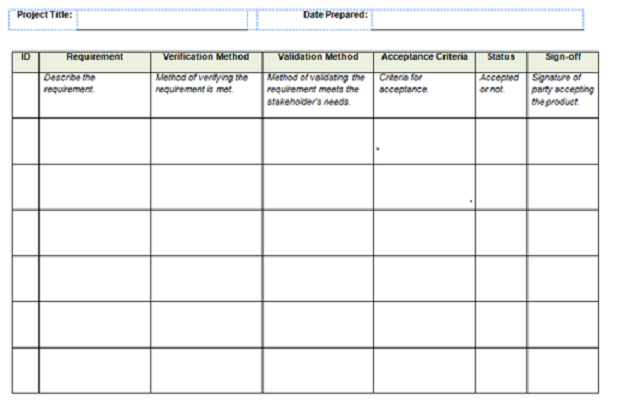 Project Title: Date Prepared:
ID Requirement Verification Method Validation Method Acceptance Criteria Status Sign-off
Describe the Method of verifying the Method of validating the Criteria for Accepted Signature of
requirement. requirement is met. requirement meets the acceptance. or not. party accepting
stakeholder's needs. the product.